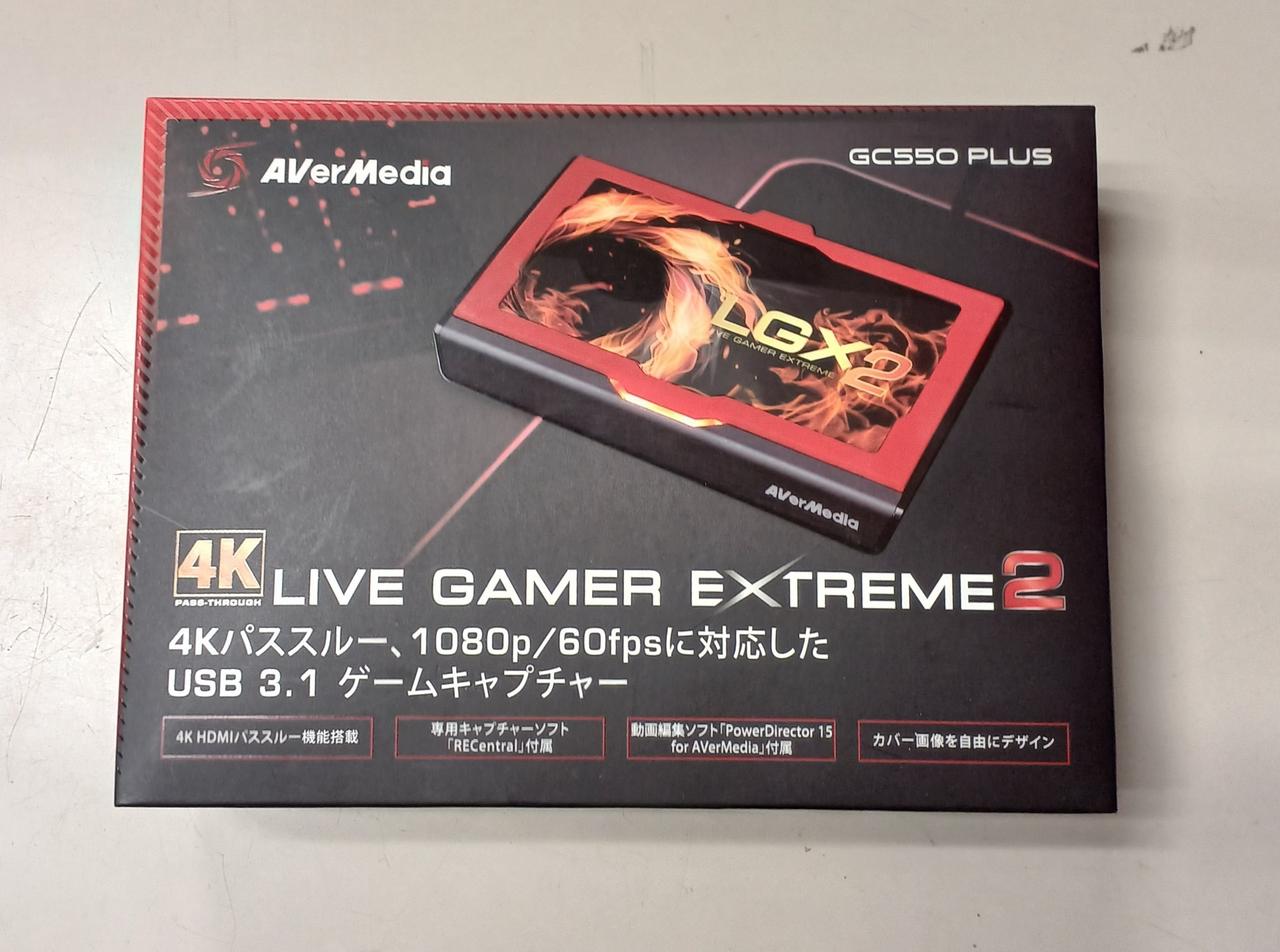 AVerMedia
GC550 PLUS
LGX2
LIVE GAMER EXTREME
AVerMedia
4K
PASS-THROUGH
LIVE GAMER EXTREME2
4Kパススルー、1080p/60fpsに対応した
USB 3.1 ゲームキャプチャー
4K HDMIパススルー機能搭載
専用キャプチャーソフト
「RECentral」付属
動画編集ソフト「PowerDirector 15
for AVerMedia」付属
カバー画像を自由にデザイン